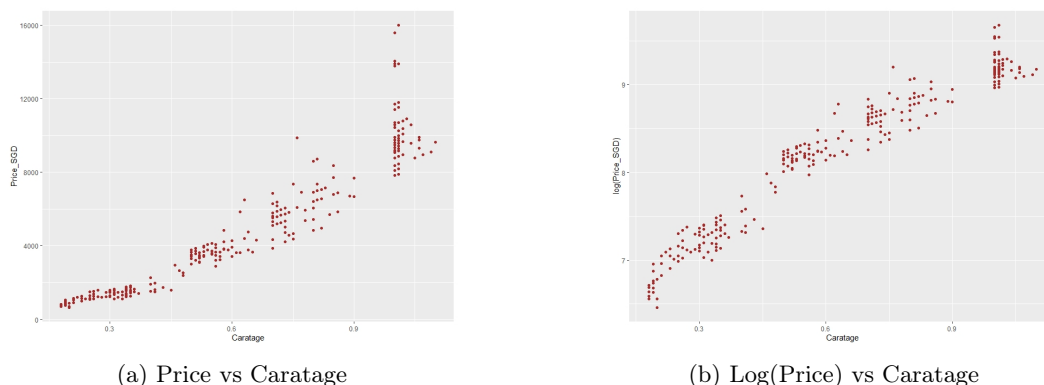 16000
12000
8000
4000
0
Price_SGD
0.3
0.6
0.9
Caratage
(a) Price vs Caratage
9
8
7
log(Price_SGD)
0.3
0.6
0.9
Caratage
(b) Log(Price) vs Caratage